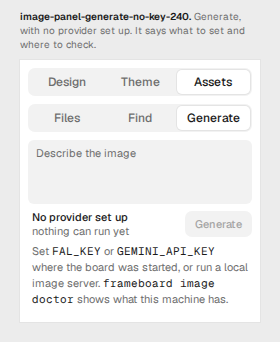 image-panel-generate-no-key-240. Generate,
with no provider set up. It says what to set and
where to check.
Design Theme Assets
Files Find Generate
Describe the image
No provider set up
nothing can run yet
Generate
Set FAL_KEY or GEMINI_API_KEY
where the board was started, or run a local
image server. frameboard image
doctor shows what this machine has.